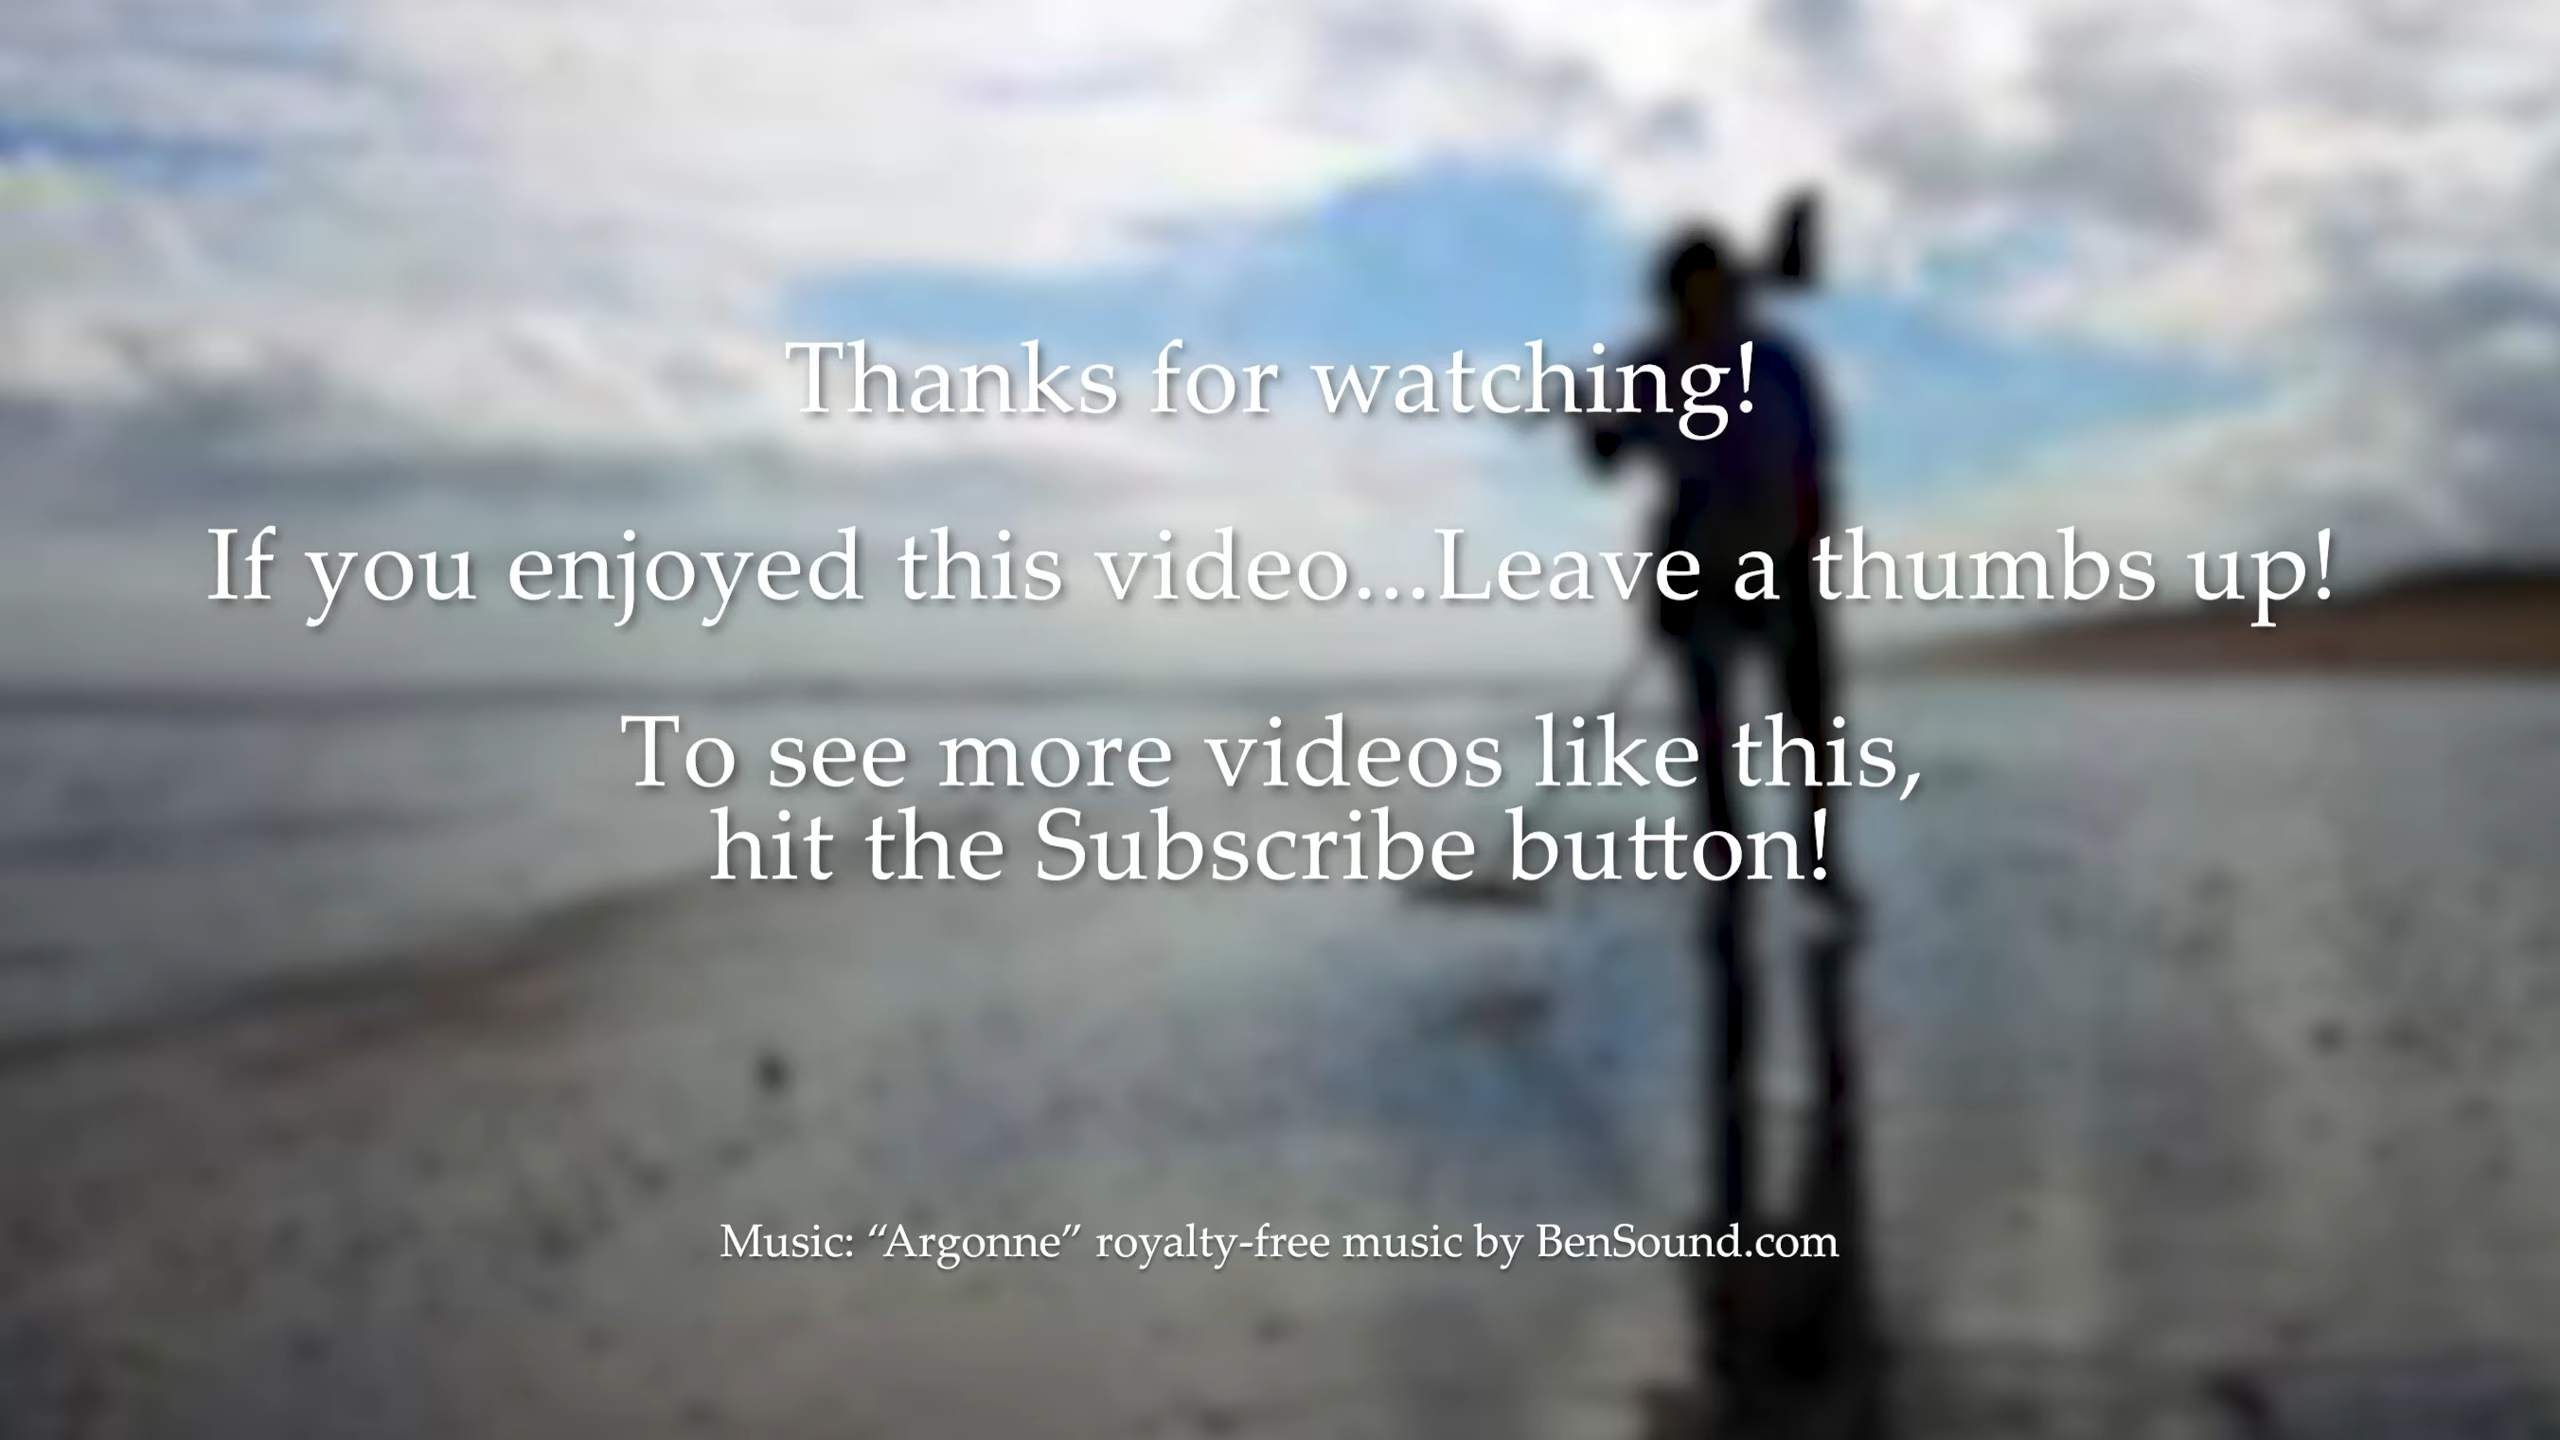 Thanks for watching!
If you enjoyed this video...Leave a thumbs up!
To see more videos like this,
hit the Subscribe button!
Music: “Argonne” royalty-free music by BenSound.com